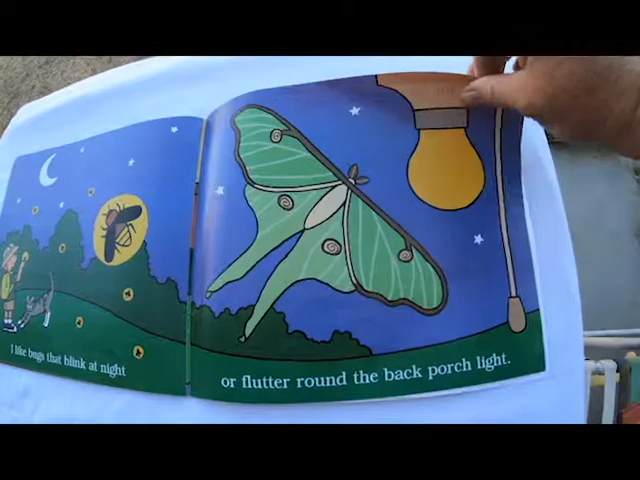 I like bugs that blink at night
or flutter round the back porch light.